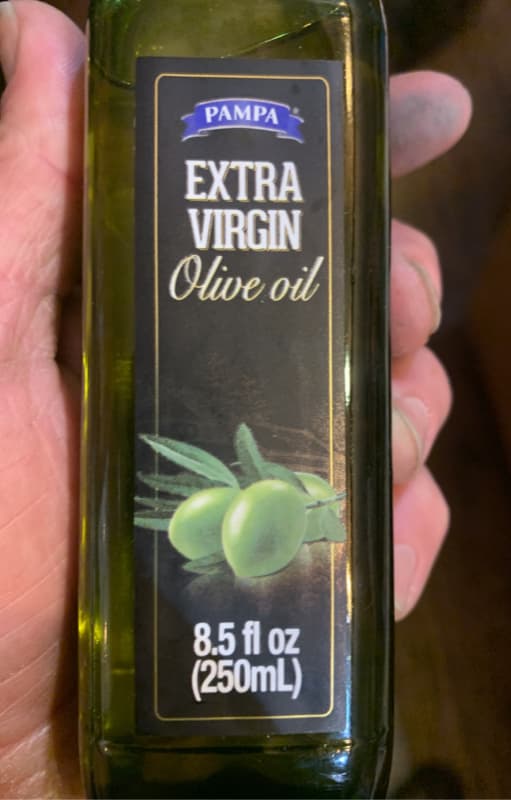 PAMPA
EXTRA
VIRGIN
Olive oil
8.5 fl oz
(250mL)